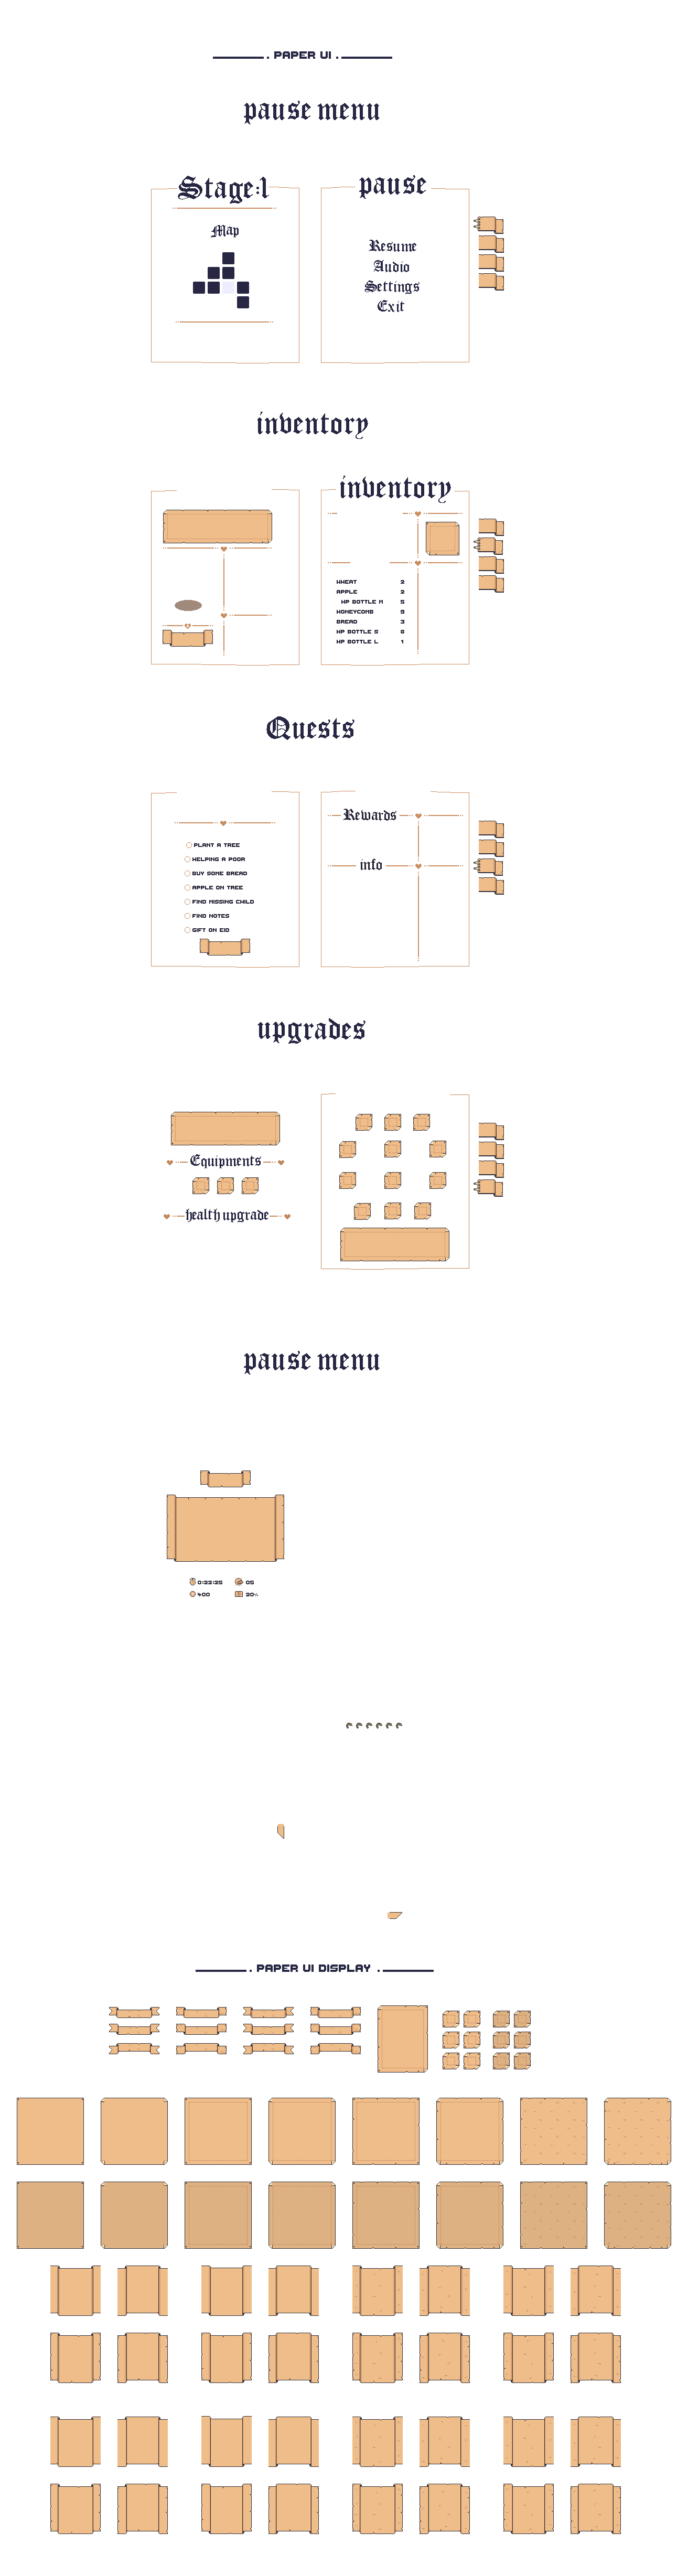 . PAPER UI .
pause menu
Stage:1
Map
pause
Resume
Audio
Settings
Exit
inventory
inventory
WHEAT 2
APPLE 2
HP BOTTLE M 5
HONEYCOMB 9
BREAD 3
HP BOTTLE S 8
HP BOTTLE L 1
Quests
PLANT A TREE
HELPING A POOR
BUY SOME BREAD
APPLE ON TREE
FIND MISSING CHILD
FIND NOTES
GIFT ON EID
Rewards
info
upgrades
Equipments
health upgrade
pause menu
0:22:25 05
400 20%
. PAPER UI DISPLAY .